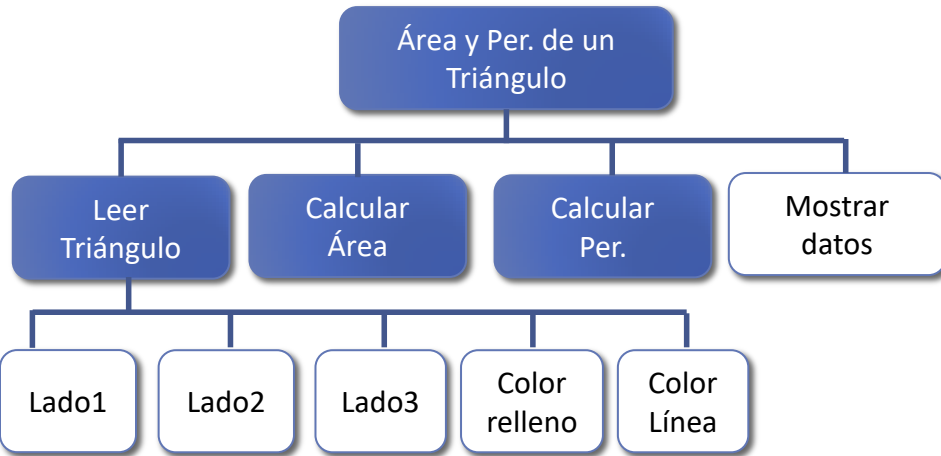 Área y Per. de un
Triángulo
Leer
Triángulo
Calcular
Área
Calcular
Per.
Mostrar
datos
Lado1
Lado2
Lado3
Color
relleno
Color
Línea